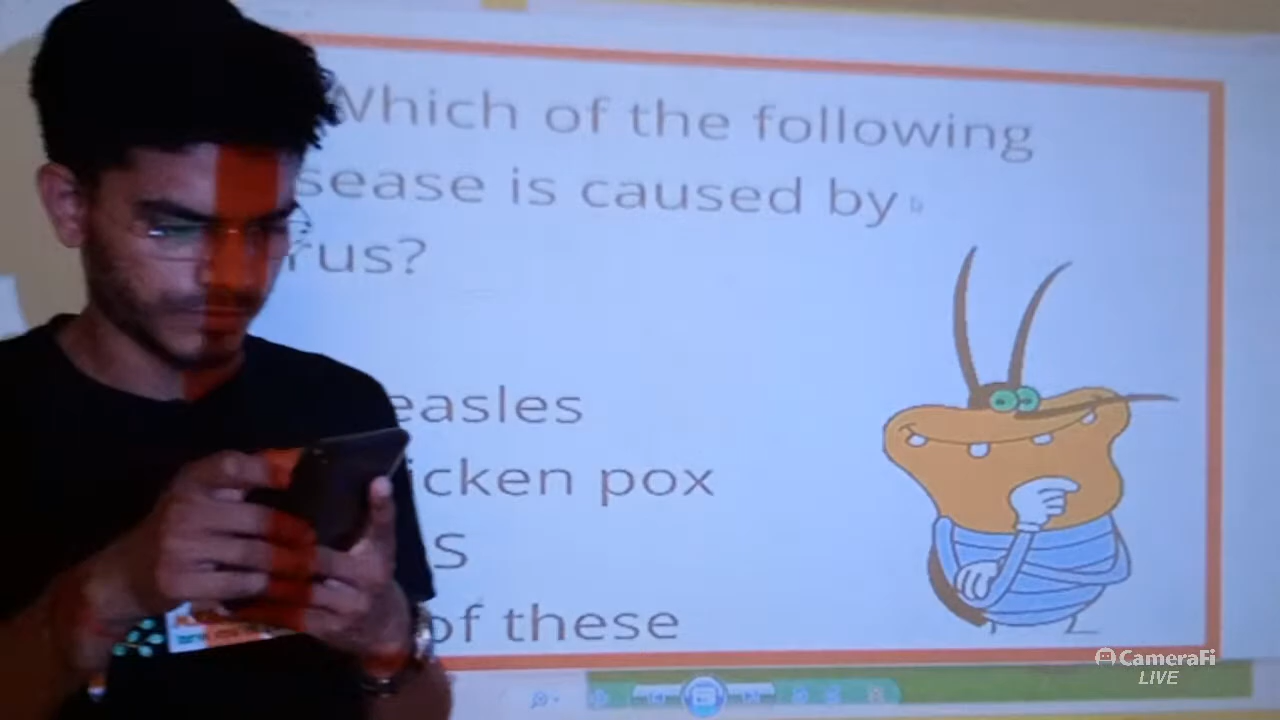 Which of the following
sease is caused by
rus?
easles
icken pox
S
of these
CameraFi
LIVE